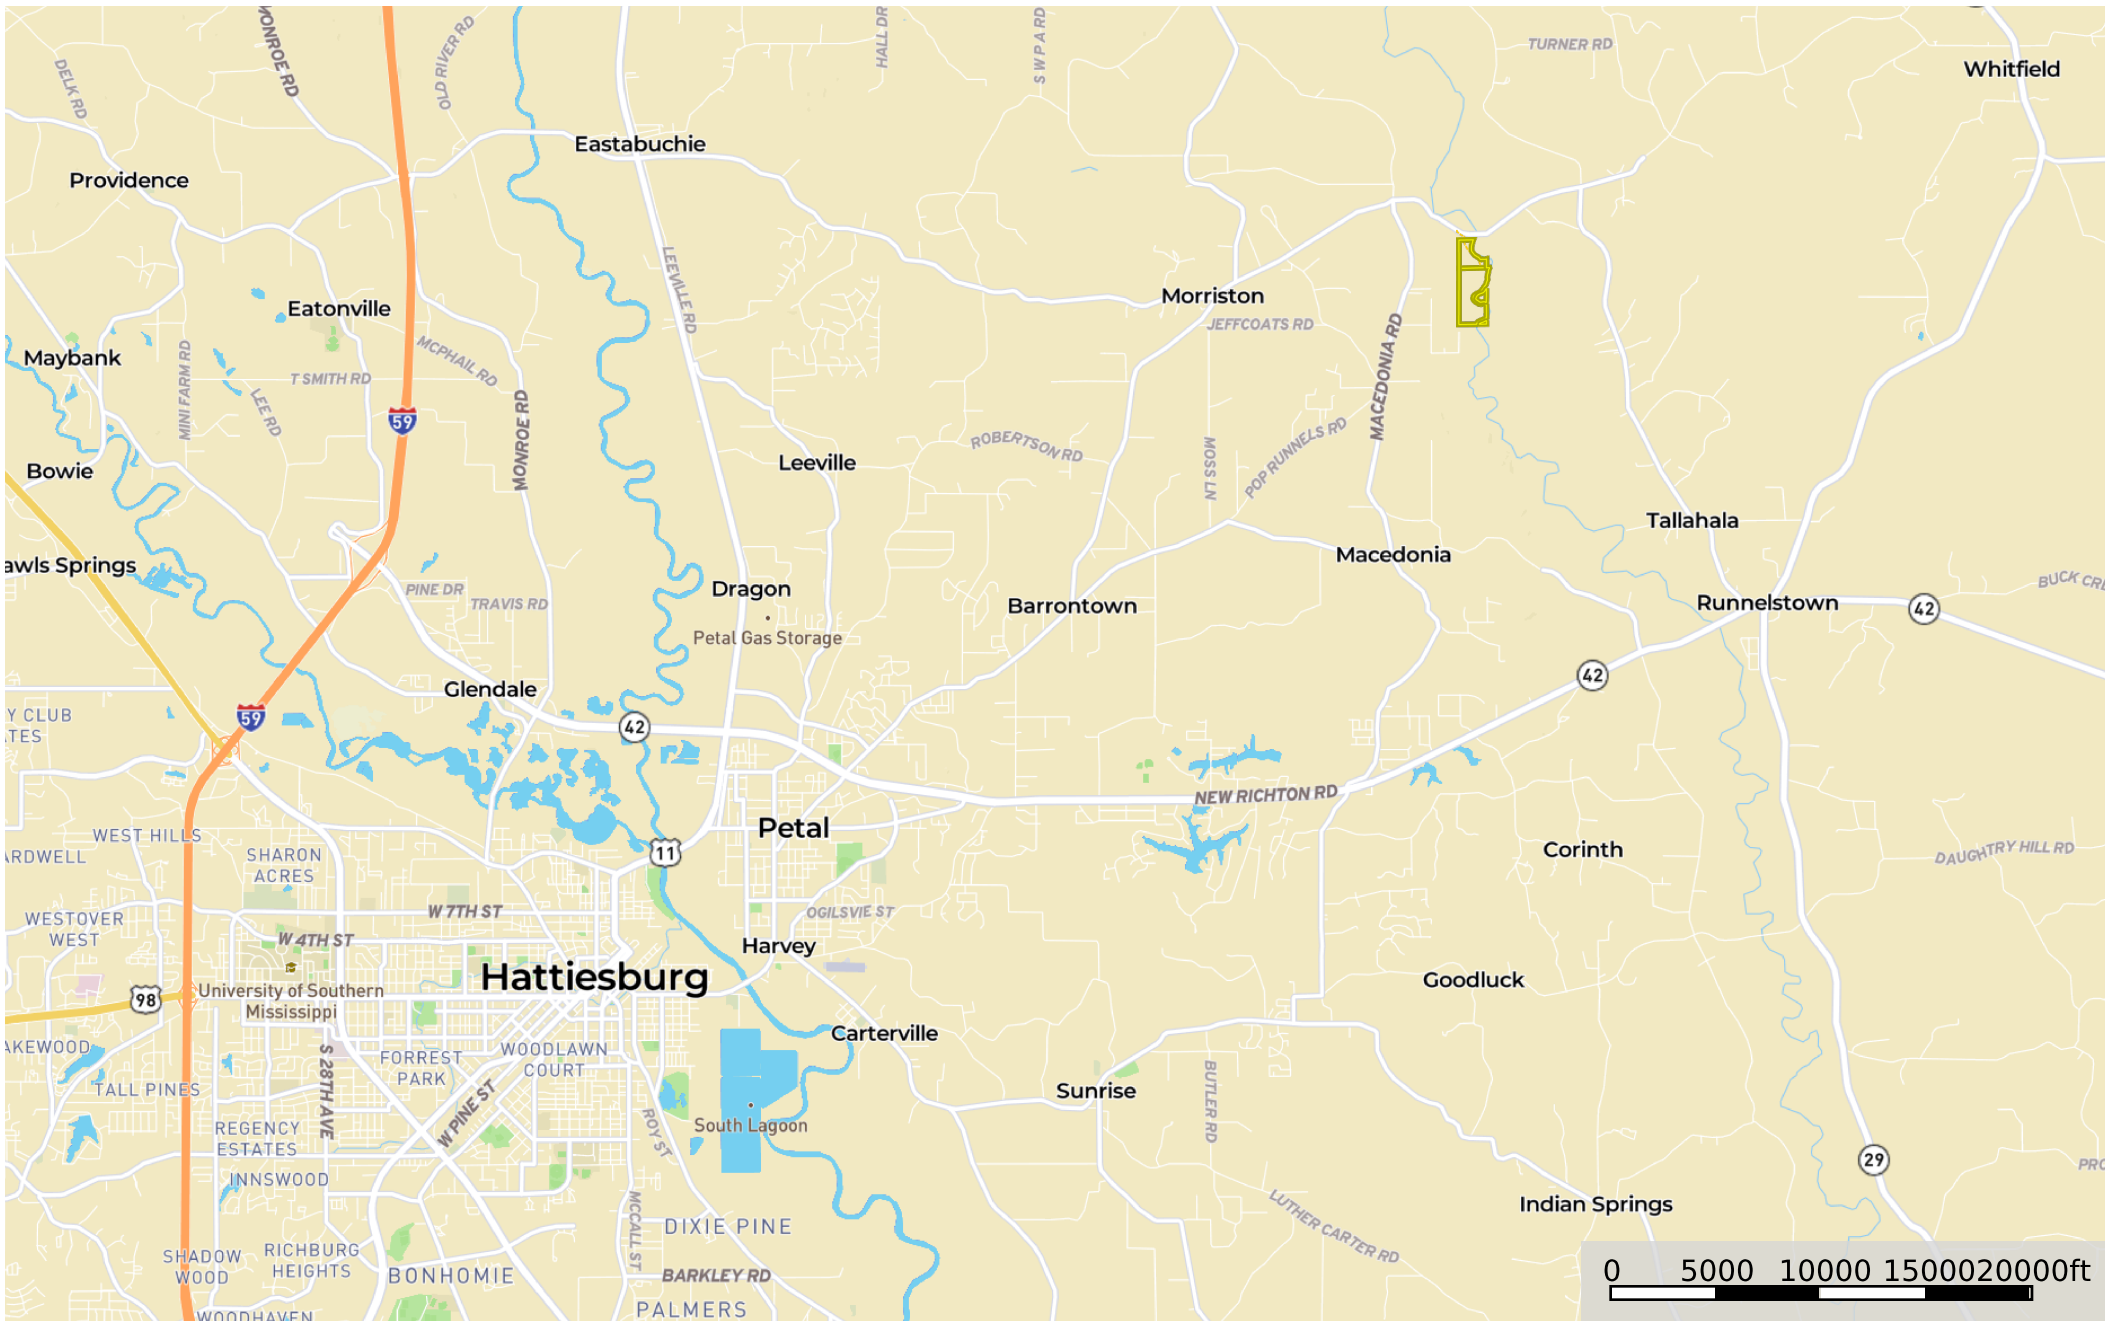 MONROE RD
OLD RIVER RD
HALL DR
S W P A RD
TURNER RD
Whitfield
DELK RD
Eastabuchie
Providence
LEEVILLE RD
Eatonville
Morriston
JEFFCOATS RD
MACEDONIA RD
Maybank
MCPHAIL RD
T SMITH RD
MINI FARM RD
LEE RD
59
MONROE RD
ROBERTSON RD
MOSS LN
POP RUNNELS RD
Leeville
Bowie
Tallahala
Macedonia
awls Springs
PINE DR
TRAVIS RD
Dragon
Petal Gas Storage
Barrontown
Runnelstown
42
BUCK CRE
42
Glendale
59
42
Y CLUB
TES
NEW RICHTON RD
Petal
11
WEST HILLS
ARDWELL
SHARON
ACRES
Corinth
DAUGHTRY HILL RD
W 7TH ST
OGILSVIE ST
WESTOVER
WEST
W 4TH ST
Harvey
Hattiesburg
Goodluck
98
University of Southern
Mississippi
Carterville
AKEWOOD
S 28TH AVE
FORREST
PARK
WOODLAWN
COURT
TALL PINES
Sunrise
BUTLER RD
W PINE ST
ROY ST
South Lagoon
REGENCY
ESTATES
INNSWOOD
29
PRO
MCCALL ST
DIXIE PINE
LUTHER CARTER RD
Indian Springs
SHADOW
WOOD
RICHBURG
HEIGHTS
BONHOMIE
BARKLEY RD
PALMERS
WOODHAVEN
0 5000 10000 15000 20000ft